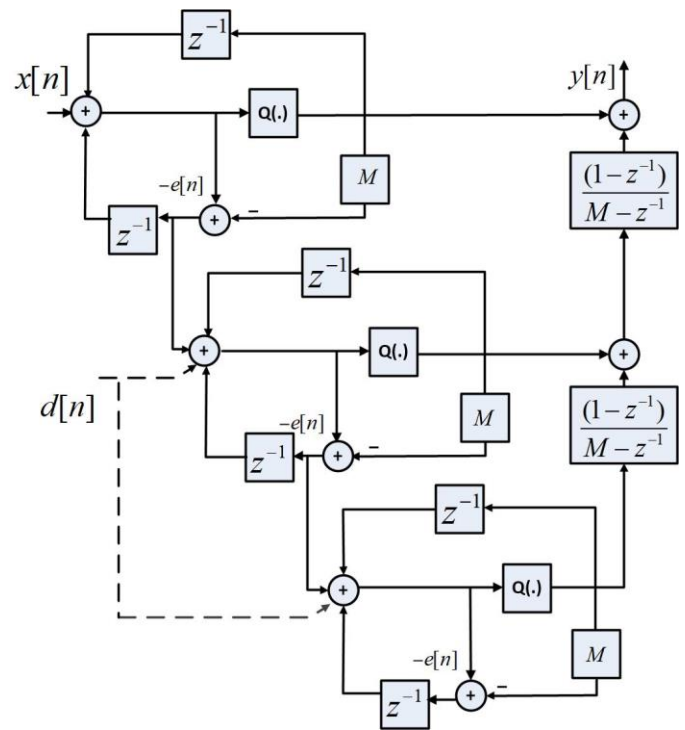 z⁻¹
x[n]
y[n]
+
Q(.)
+
(1−z⁻¹)
M−z⁻¹
M
−e[n]
z⁻¹
+
−
z⁻¹
+
Q(.)
+
d[n]
(1−z⁻¹)
M−z⁻¹
M
−e[n]
z⁻¹
+
−
z⁻¹
+
Q(.)
M
−e[n]
z⁻¹
+
−